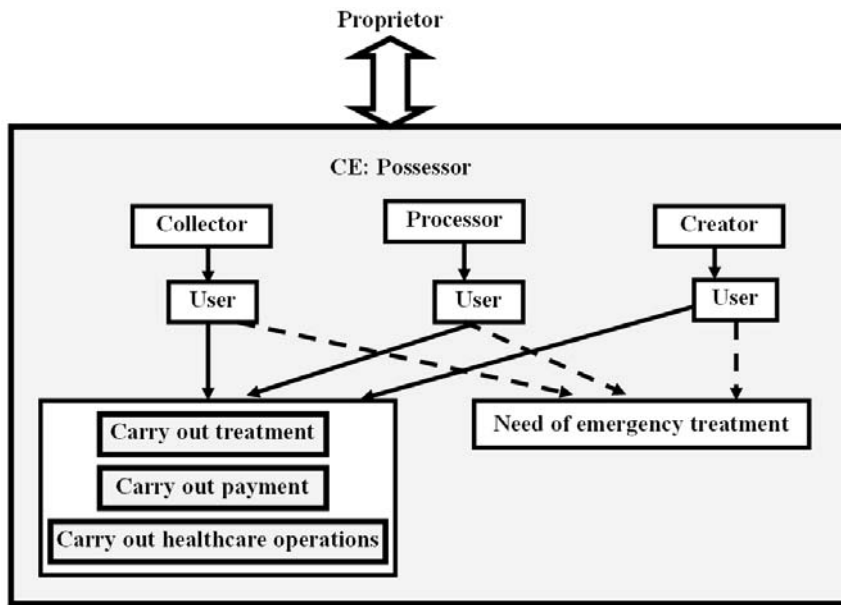 Proprietor
CE: Possessor
Collector
Processor
Creator
User
User
User
Carry out treatment
Carry out payment
Carry out healthcare operations
Need of emergency treatment